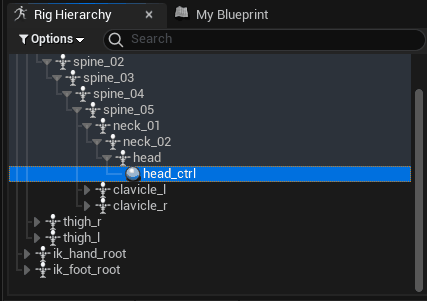 Rig Hierarchy × My Blueprint
Options Search
spine_02
spine_03
spine_04
spine_05
neck_01
neck_02
head
head_ctrl
clavicle_l
clavicle_r
thigh_r
thigh_l
ik_hand_root
ik_foot_root